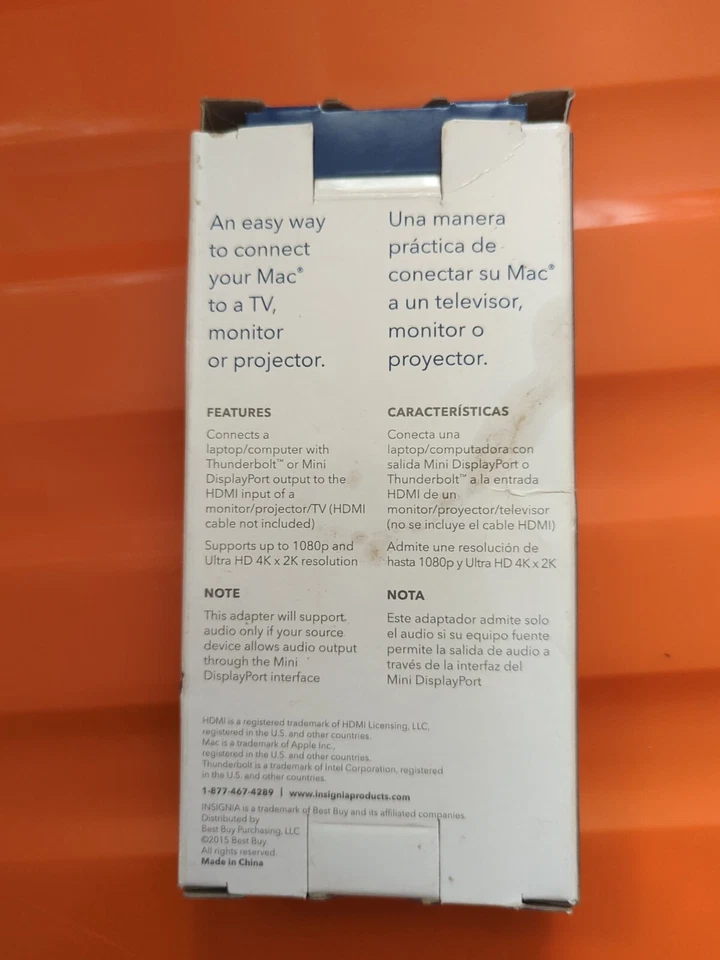 An easy way
to connect
your Mac®
to a TV,
monitor
or projector.
Una manera
práctica de
conectar su Mac®
a un televisor,
monitor o
proyector.
FEATURES
Connects a
laptop/computer with
Thunderbolt™ or Mini
DisplayPort output to the
HDMI input of a
monitor/projector/TV (HDMI
cable not included)
Supports up to 1080p and
Ultra HD 4K x 2K resolution
NOTE
This adapter will support
audio only if your source
device allows audio output
through the Mini
DisplayPort interface
CARACTERÍSTICAS
Conecta una
laptop/computadora con
salida Mini DisplayPort o
Thunderbolt™ a la entrada
HDMI de un
monitor/proyector/televisor
(no se incluye el cable HDMI)
Admite una resolución de
hasta 1080p y Ultra HD 4K x 2K
NOTA
Este adaptador admite solo
el audio si su equipo fuente
permite la salida de audio a
través de la interfaz del
Mini DisplayPort
HDMI is a registered trademark of HDMI Licensing, LLC,
registered in the U.S. and other countries.
Mac is a trademark of Apple Inc.,
registered in the U.S. and other countries.
Thunderbolt is a trademark of Intel Corporation, registered
in the U.S. and other countries.
1-877-467-4289 | www.insigniaproducts.com
INSIGNIA is a trademark of Best Buy and its affiliated companies.
Distributed by
Best Buy Purchasing, LLC
©2015 Best Buy
All rights reserved.
Made in China